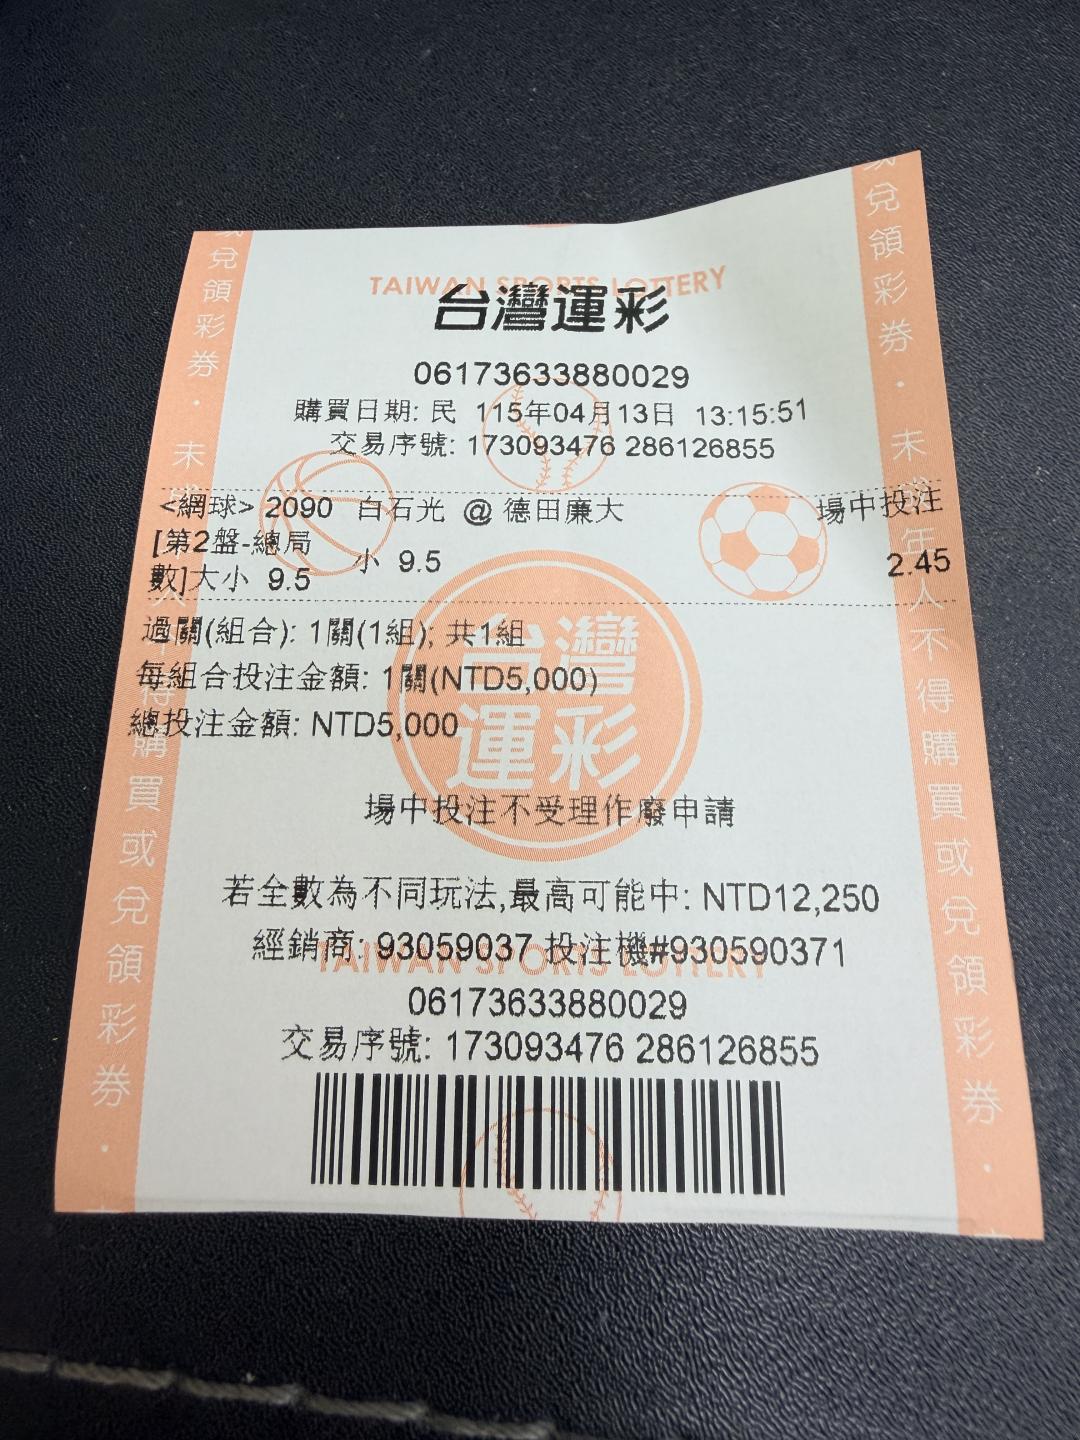 TAIWAN SPORTS LOTTERY
台灣運彩
06173633880029
購買日期: 民 115年04月13日 13:15:51
交易序號: 173093476 286126855
<網球> 2090 白石光 @ 德田廉大 場中投注
[第2盤-總局
數]大小 9.5 小 9.5 2.45
過關(組合): 1關(1組); 共1組
每組合投注金額: 1關(NTD5,000)
總投注金額: NTD5,000
台灣
運彩
場中投注不受理作廢申請
若全數為不同玩法,最高可能中: NTD12,250
經銷商: 93059037 投注機#930590371
TAIWAN SPORTS LOTTERY
06173633880029
交易序號: 173093476 286126855
兌領彩券・未成年人不得購買或兌領彩券・
兌領彩券・未成年人不得購買或兌領彩券・